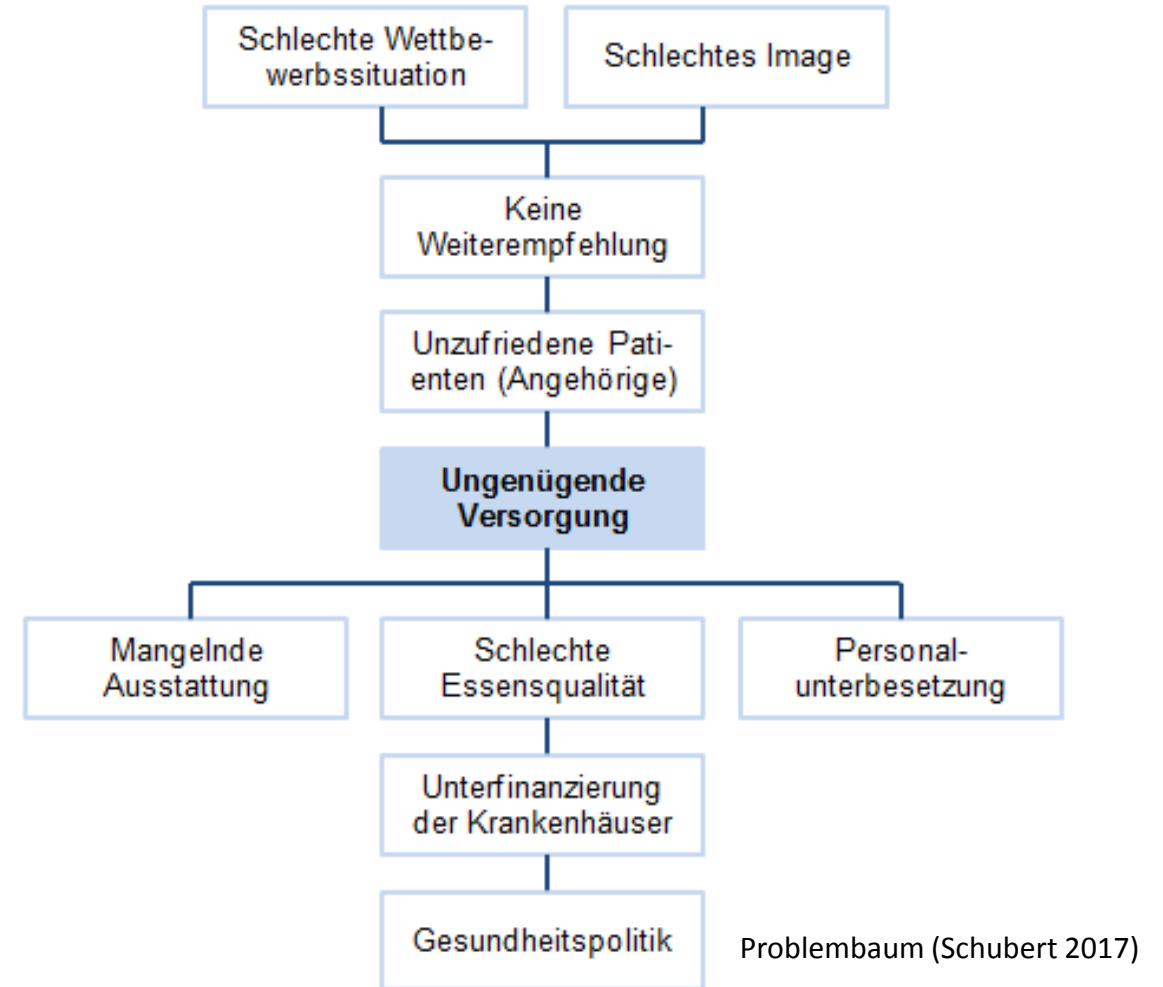 Schlechte Wettbe-
werbssituation
Schlechtes Image
Keine
Weiterempfehlung
Unzufriedene Pati-
enten (Angehörige)
Ungenügende
Versorgung
Mangelnde
Ausstattung
Schlechte
Essensqualität
Personal-
unterbesetzung
Unterfinanzierung
der Krankenhäuser
Gesundheitspolitik
Problembaum (Schubert 2017)